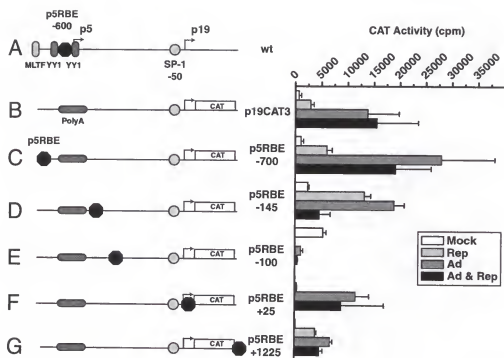 p5RBE
-600
p5
p19
A
wt
MLTF YY1 YY1
SP-1
-50
CAT Activity (cpm)
0 5000 10000 15000 20000 25000 30000 35000
B
PolyA
CAT
p19CAT3
p5RBE
C
CAT
p5RBE
-700
D
CAT
p5RBE
-145
E
CAT
p5RBE
-100
F
CAT
p5RBE
+25
G
CAT
p5RBE
+1225
Mock
Rep
Ad
Ad & Rep